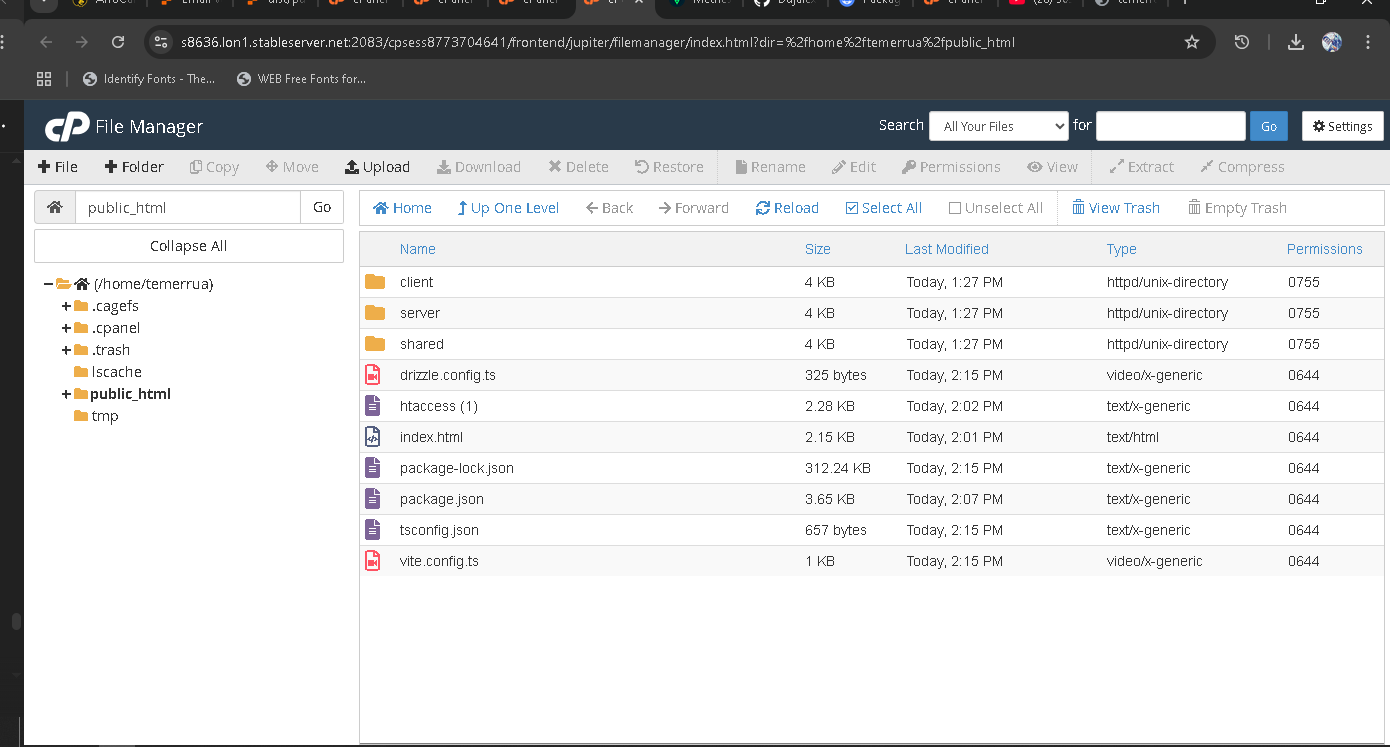 s8636.lon1.stableserver.net:2083/cpsess8773704641/frontend/jupiter/filemanager/index.html?dir=%2fhome%2ftemerrua%2fpublic_html
Identify Fonts - The...
WEB Free Fonts for...
cP File Manager
Search All Your Files for Go Settings
File Folder Copy Move Upload Download Delete Restore Rename Edit Permissions View Extract Compress
public_html Go
Home Up One Level Back Forward Reload Select All Unselect All View Trash Empty Trash
Collapse All
(/home/temerrua)
.cagefs
.cpanel
.trash
lscache
public_html
tmp
Name Size Last Modified Type Permissions
client 4 KB Today, 1:27 PM httpd/unix-directory 0755
server 4 KB Today, 1:27 PM httpd/unix-directory 0755
shared 4 KB Today, 1:27 PM httpd/unix-directory 0755
drizzle.config.ts 325 bytes Today, 2:15 PM video/x-generic 0644
htaccess (1) 2.28 KB Today, 2:02 PM text/x-generic 0644
index.html 2.15 KB Today, 2:01 PM text/html 0644
package-lock.json 312.24 KB Today, 2:15 PM text/x-generic 0644
package.json 3.65 KB Today, 2:07 PM text/x-generic 0644
tsconfig.json 657 bytes Today, 2:15 PM text/x-generic 0644
vite.config.ts 1 KB Today, 2:15 PM video/x-generic 0644